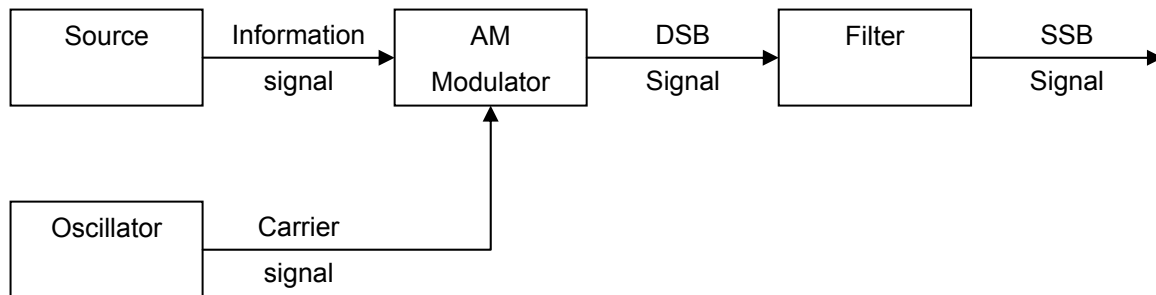 Source
Information
signal
AM
Modulator
DSB
Signal
Filter
SSB
Signal
Oscillator
Carrier
signal